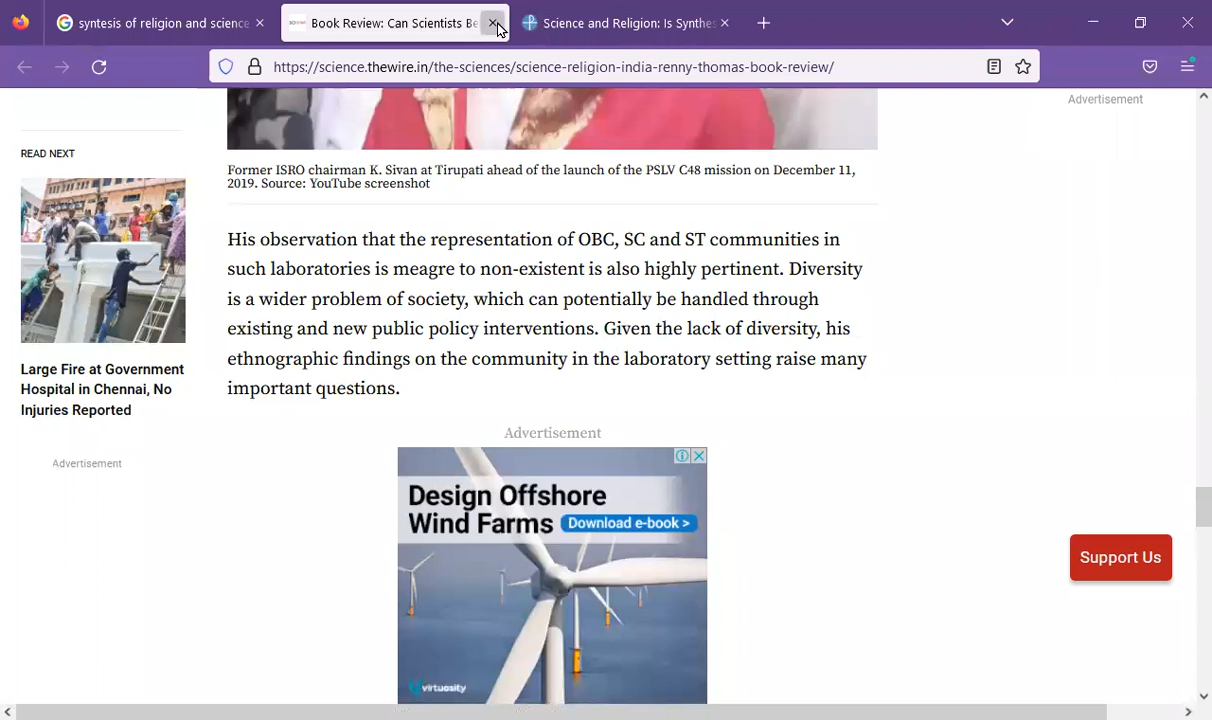 syntesis of religion and science
Book Review: Can Scientists Be
Science and Religion: Is Synthes
https://science.thewire.in/the-sciences/science-religion-india-renny-thomas-book-review/
Advertisement
READ NEXT
Large Fire at Government
Hospital in Chennai, No
Injuries Reported
Advertisement
Former ISRO chairman K. Sivan at Tirupati ahead of the launch of the PSLV C48 mission on December 11,
2019. Source: YouTube screenshot
His observation that the representation of OBC, SC and ST communities in
such laboratories is meagre to non-existent is also highly pertinent. Diversity
is a wider problem of society, which can potentially be handled through
existing and new public policy interventions. Given the lack of diversity, his
ethnographic findings on the community in the laboratory setting raise many
important questions.
Advertisement
Design Offshore
Wind Farms Download e-book >
virtuosity
Support Us